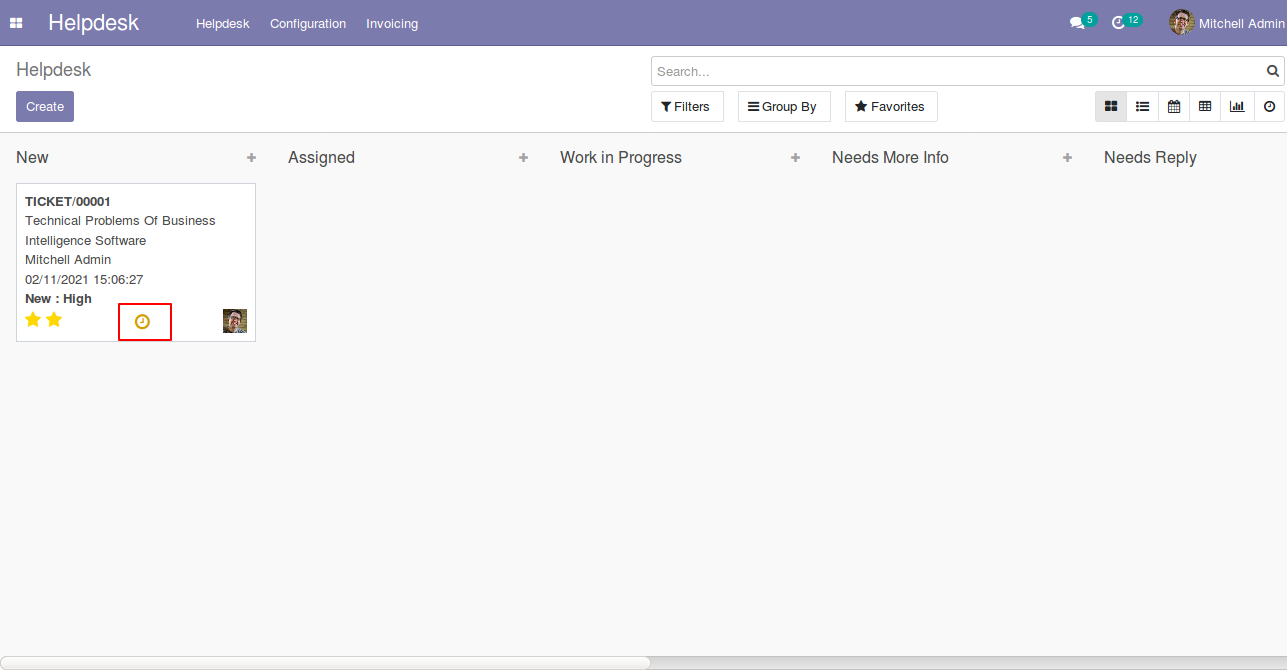 Helpdesk Helpdesk Configuration Invoicing 5 12 Mitchell Admin
Helpdesk
Search...
Create
Filters Group By Favorites
New + Assigned + Work in Progress + Needs More Info + Needs Reply
TICKET/00001
Technical Problems Of Business
Intelligence Software
Mitchell Admin
02/11/2021 15:06:27
New : High